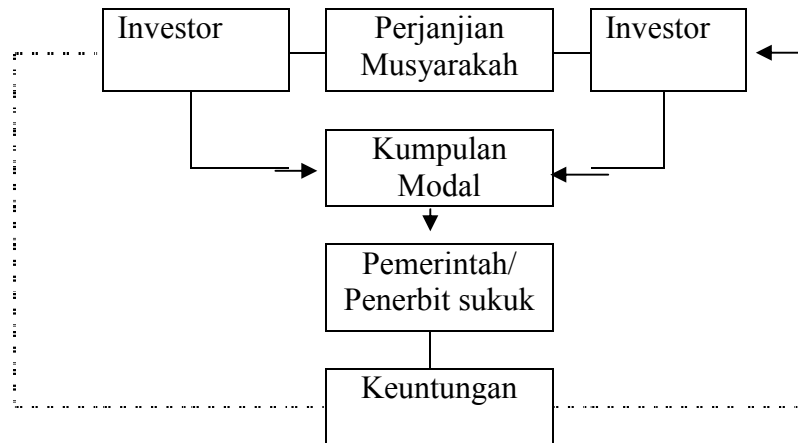 Investor
Perjanjian
Musyarakah
Investor
Kumpulan
Modal
Pemerintah/
Penerbit sukuk
Keuntungan